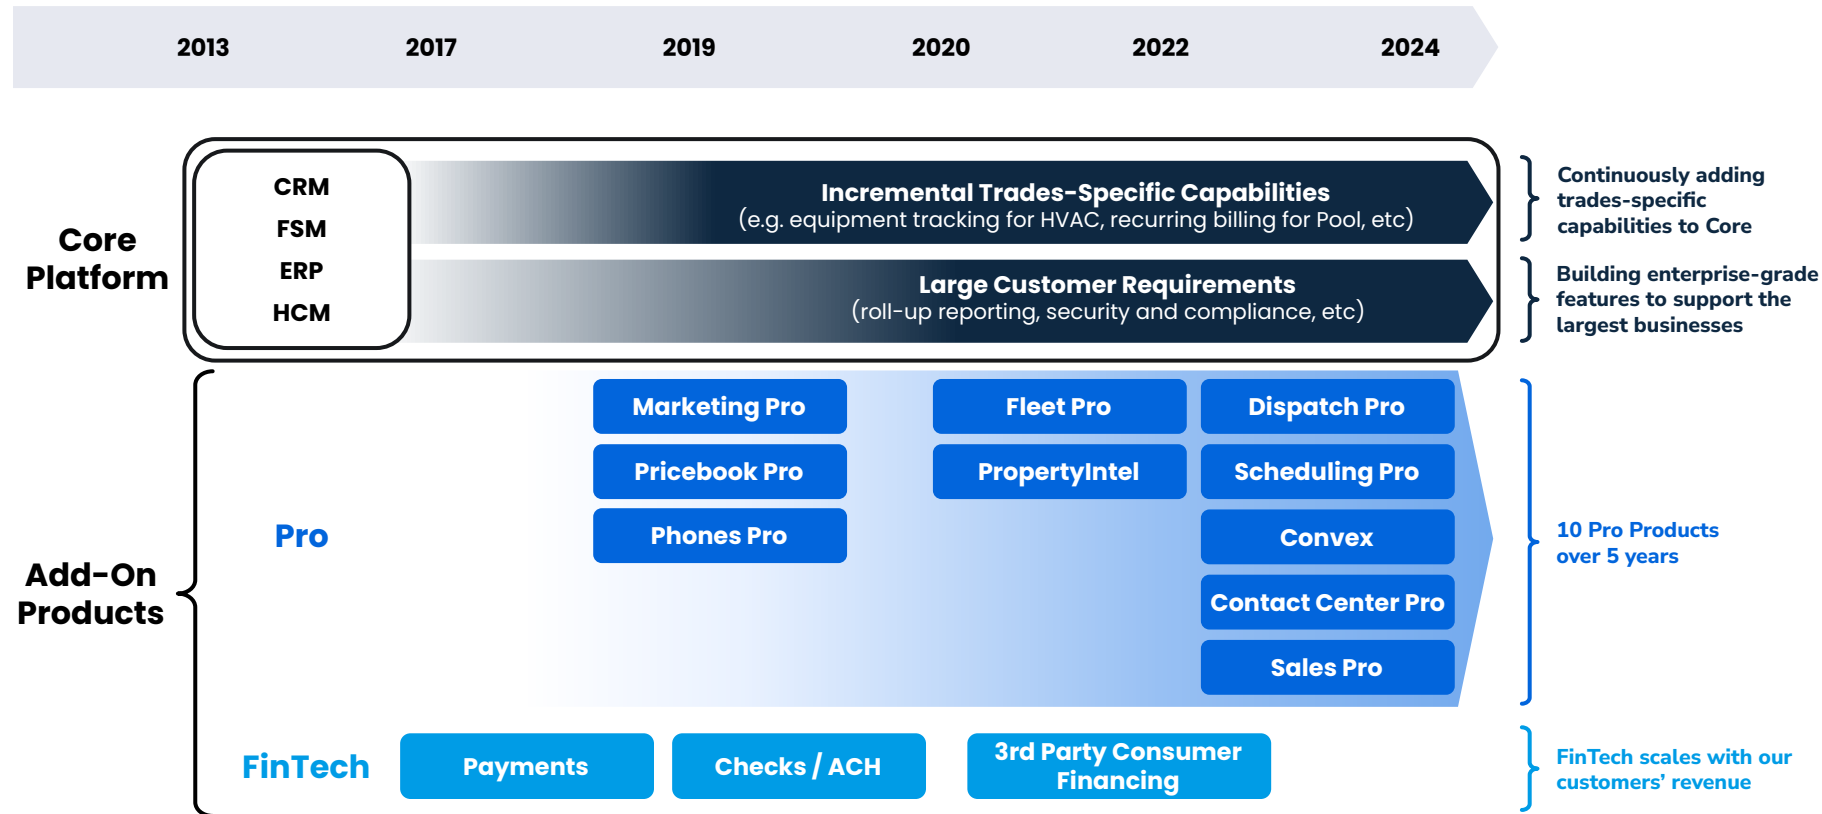 2013 2017 2019 2020 2022 2024
Core
Platform
CRM
FSM
ERP
HCM
Incremental Trades-Specific Capabilities
(e.g. equipment tracking for HVAC, recurring billing for Pool, etc)
Large Customer Requirements
(roll-up reporting, security and compliance, etc)
Continuously adding
trades-specific
capabilities to Core
Building enterprise-grade
features to support the
largest businesses
Add-On
Products
Pro
Marketing Pro
Pricebook Pro
Phones Pro
Fleet Pro
PropertyIntel
Dispatch Pro
Scheduling Pro
Convex
Contact Center Pro
Sales Pro
10 Pro Products
over 5 years
FinTech
Payments
Checks / ACH
3rd Party Consumer
Financing
FinTech scales with our
customers’ revenue